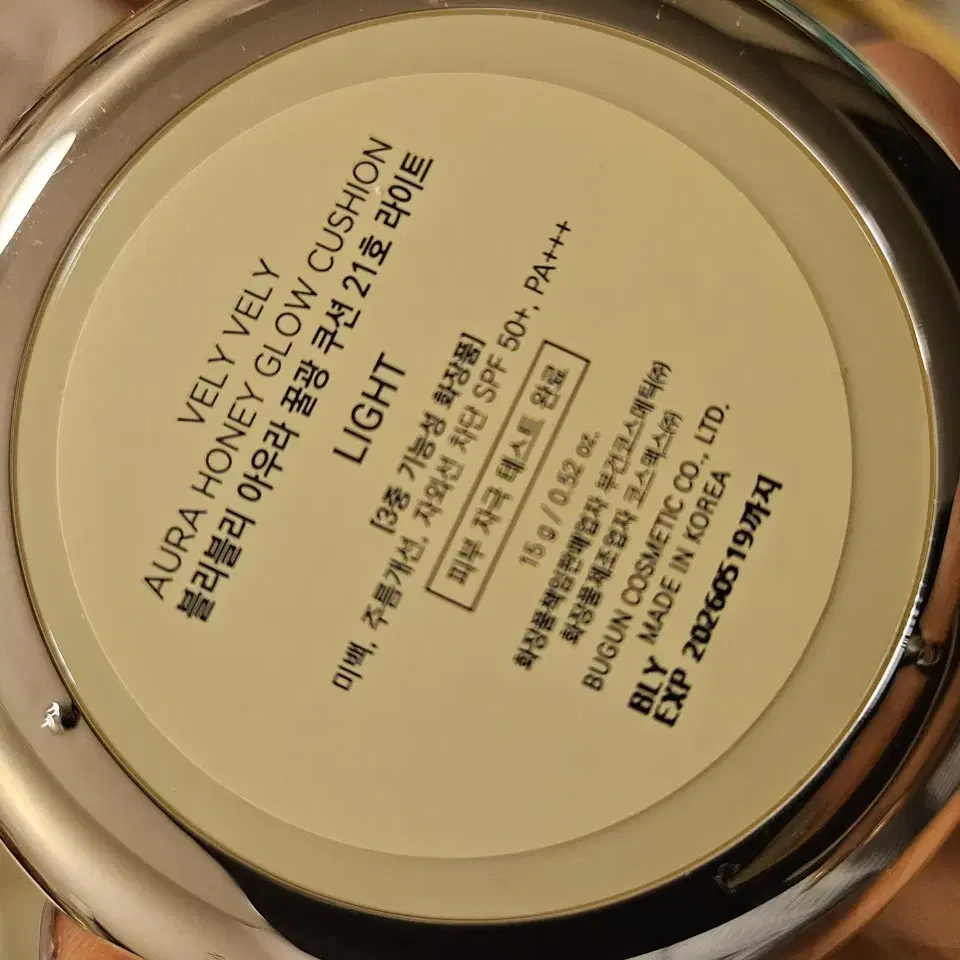 VELY VELY
AURA HONEY GLOW CUSHION
블리블리 아우라 꿀광 쿠션 21호 라이트
LIGHT
[3중 기능성 화장품]
미백, 주름개선, 자외선 차단 SPF 50+, PA+++
피부 자극 테스트 완료
15 g / 0.52 oz.
화장품책임판매업자 부건코스메틱(주)
화장품제조업자 코스맥스(주)
BUGUN COSMETIC CO., LTD.
MADE IN KOREA
BLY
EXP 20260519까지